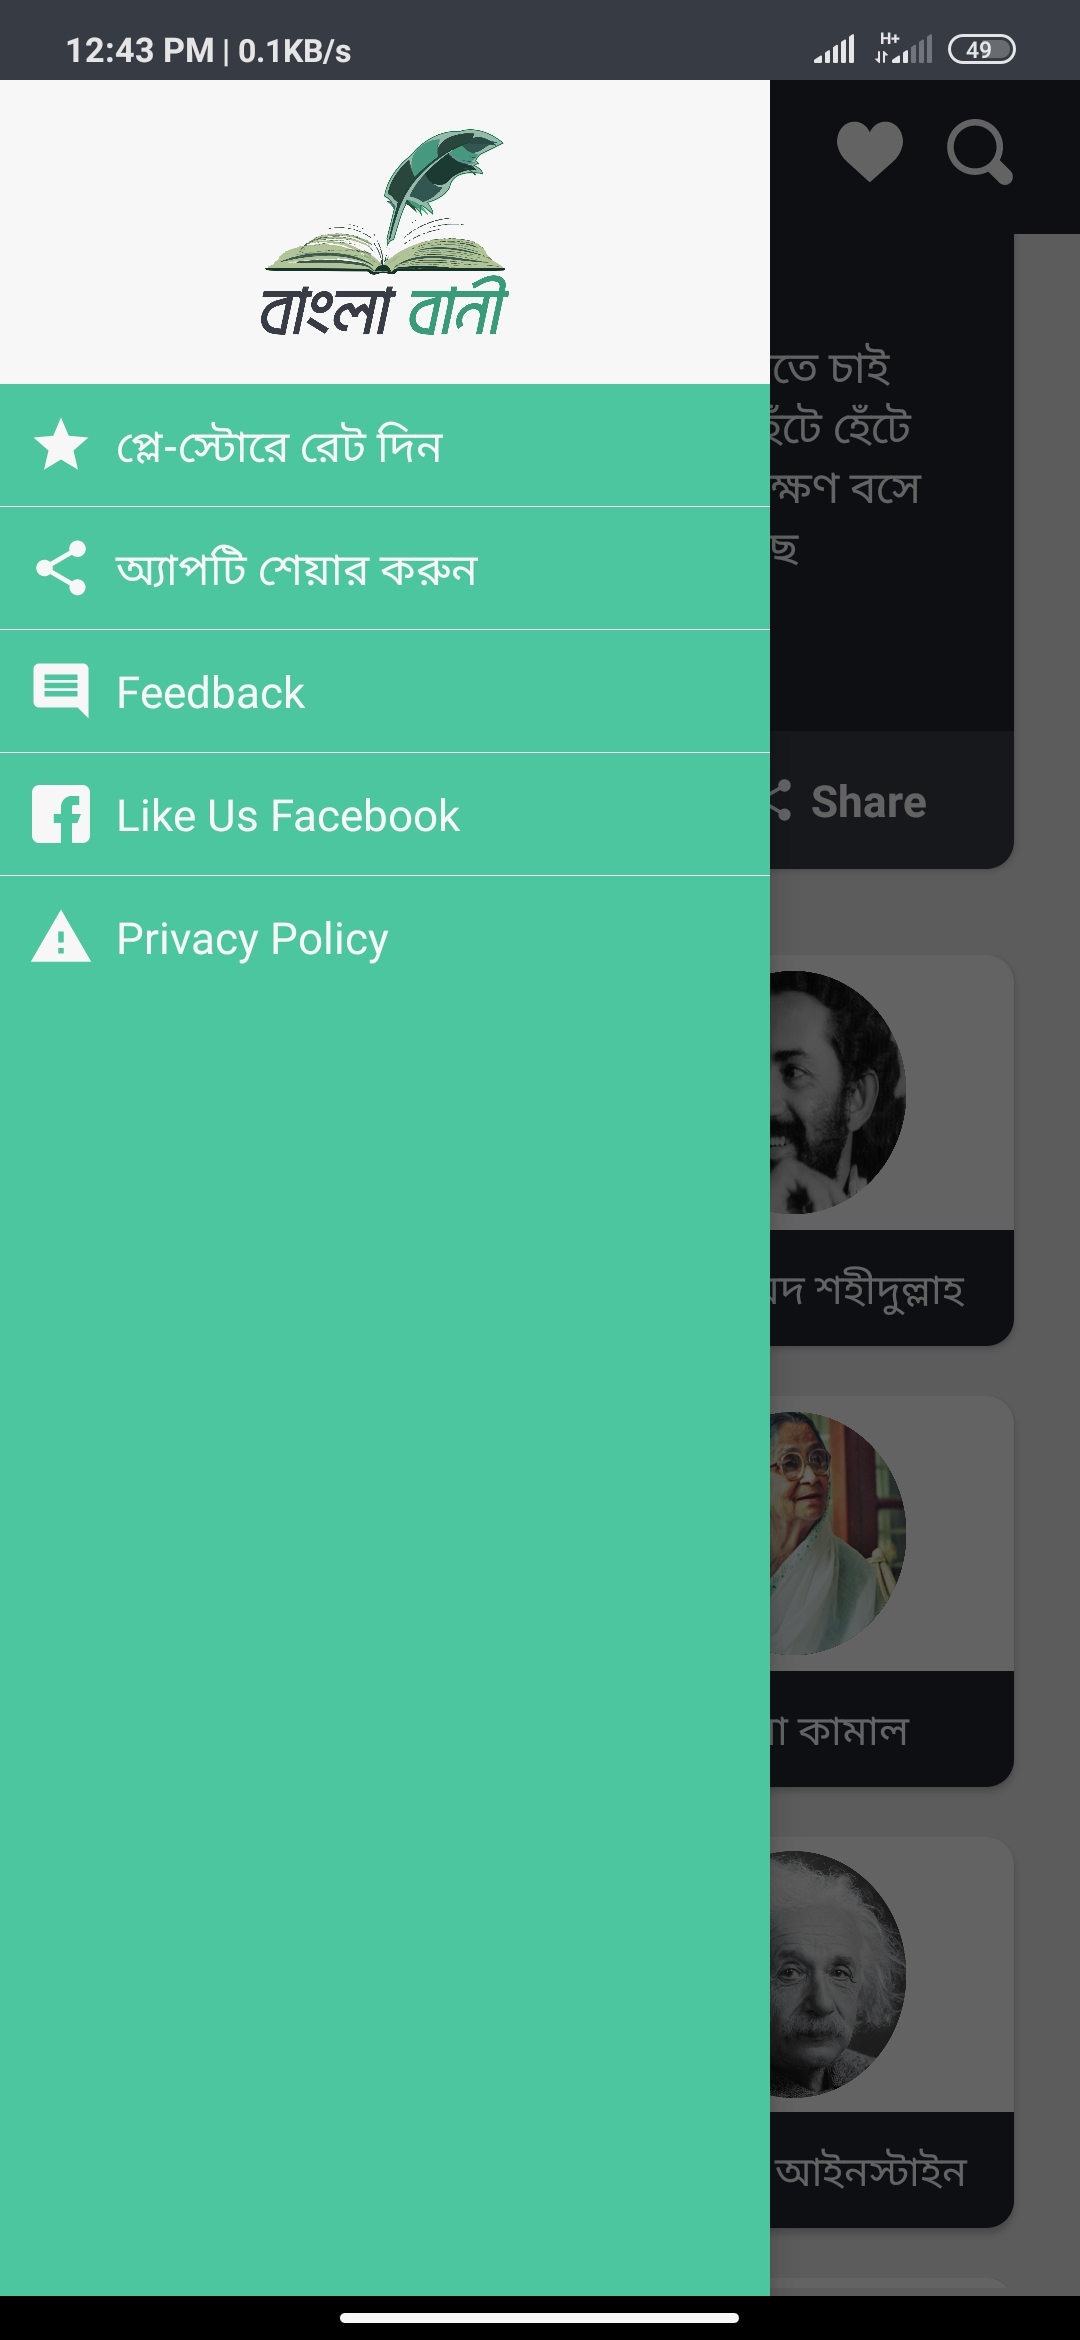 12:43 PM | 0.1KB/s
H+
49
বাংলা বানী
প্লে-স্টোরে রেট দিন
অ্যাপটি শেয়ার করুন
Feedback
Like Us Facebook
Privacy Policy
তে চাই
হেঁটে
ক্ষণ বসে
ছ
Share
শহীদুল্লাহ
কামাল
আইনস্টাইন